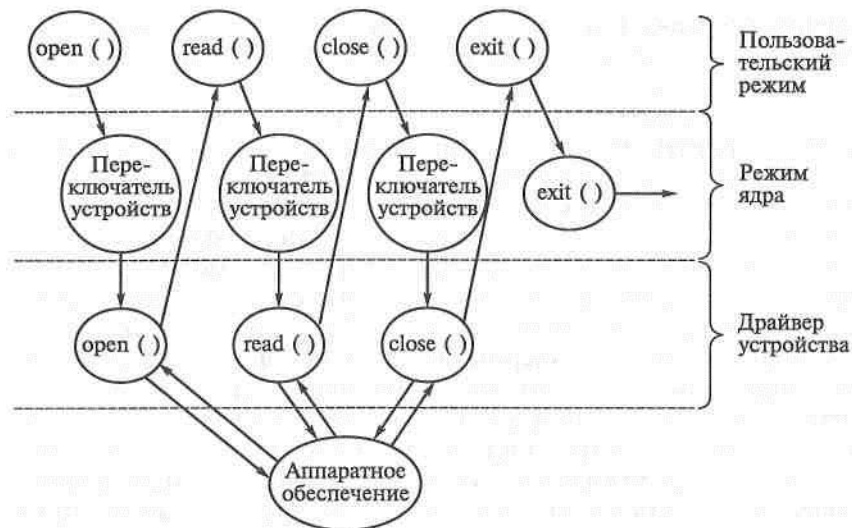 open ( )
read ( )
close ( )
exit ( )
Пользова-
тельский
режим
Пере-
ключатель
устройств
Пере-
ключатель
устройств
Пере-
ключатель
устройств
exit ( )
Режим
ядра
open ( )
read ( )
close ( )
Драйвер
устройства
Аппаратное
обеспечение